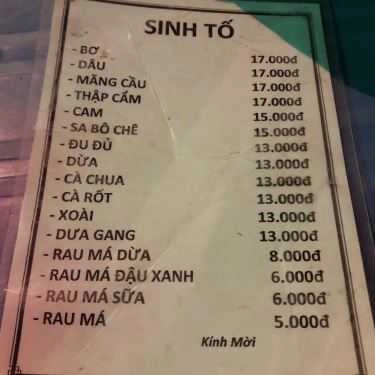 SINH TỐ
- BƠ 17.000đ
- DÂU 17.000đ
- MÃNG CẦU 17.000đ
- THẬP CẨM 17.000đ
- CAM 15.000đ
- SA BÔ CHÊ 15.000đ
- ĐU ĐỦ 13.000đ
- DỪA 13.000đ
- CÀ CHUA 13.000đ
- CÀ RỐT 13.000đ
- XOÀI 13.000đ
- DƯA GANG 13.000đ
- RAU MÁ DỪA 8.000đ
- RAU MÁ ĐẬU XANH 6.000đ
- RAU MÁ SỮA 6.000đ
- RAU MÁ 5.000đ
Kính Mời